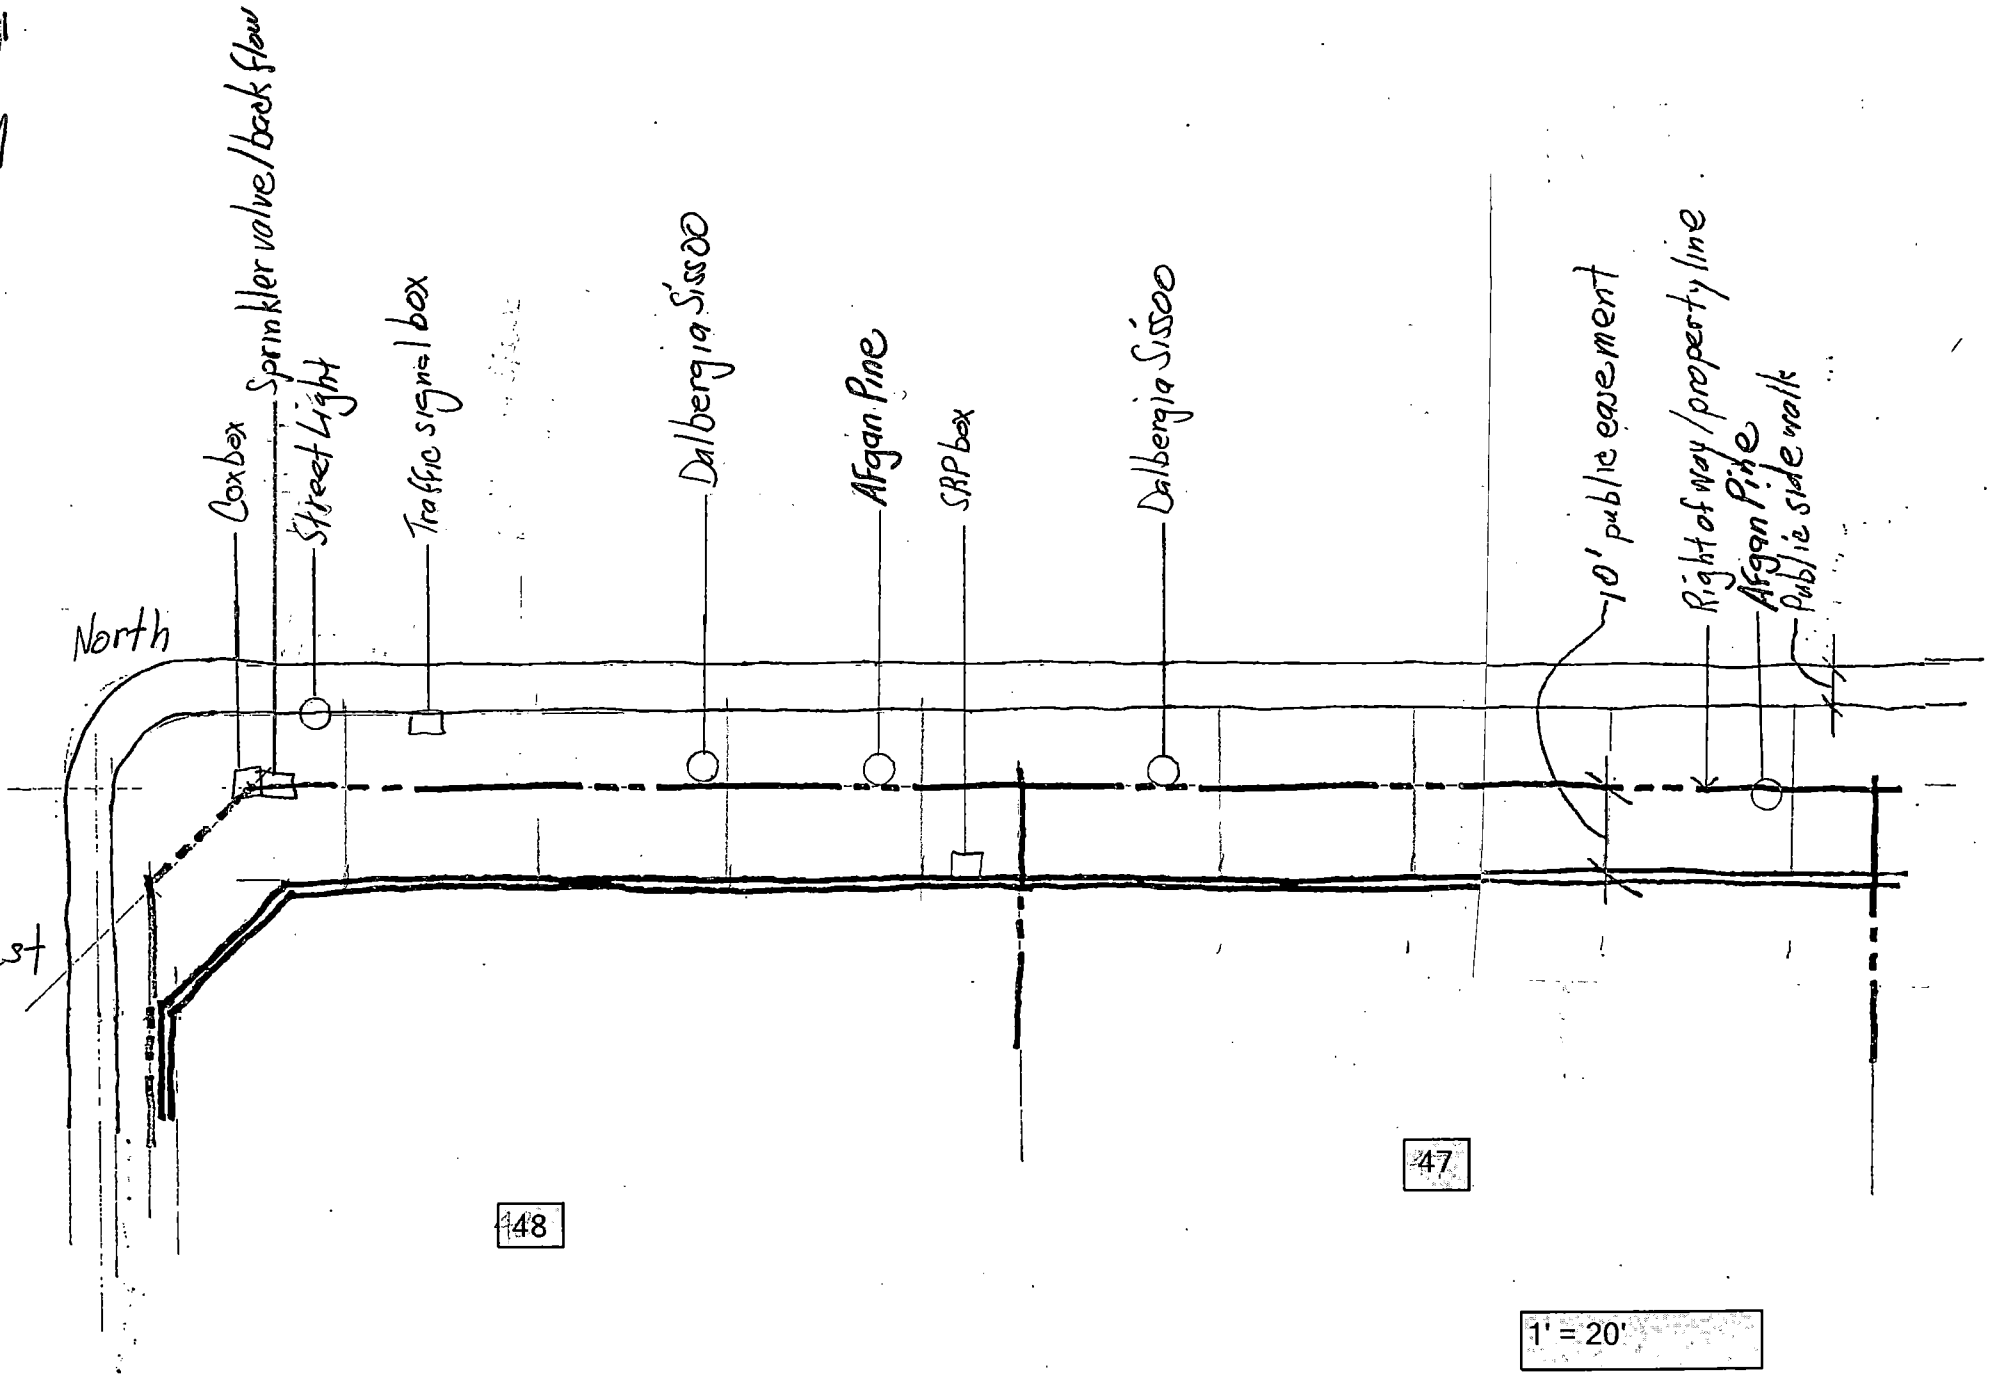 Coxbox
Sprinkler valve/back flow
Street Light
Traffic signal box
Dalbergia Sissoo
Afgan Pine
SRP box
Dalbergia Sissoo
10' public easement
Right of way / property line
Afgan Pine
Public side walk
North
st
47
48
1' = 20'